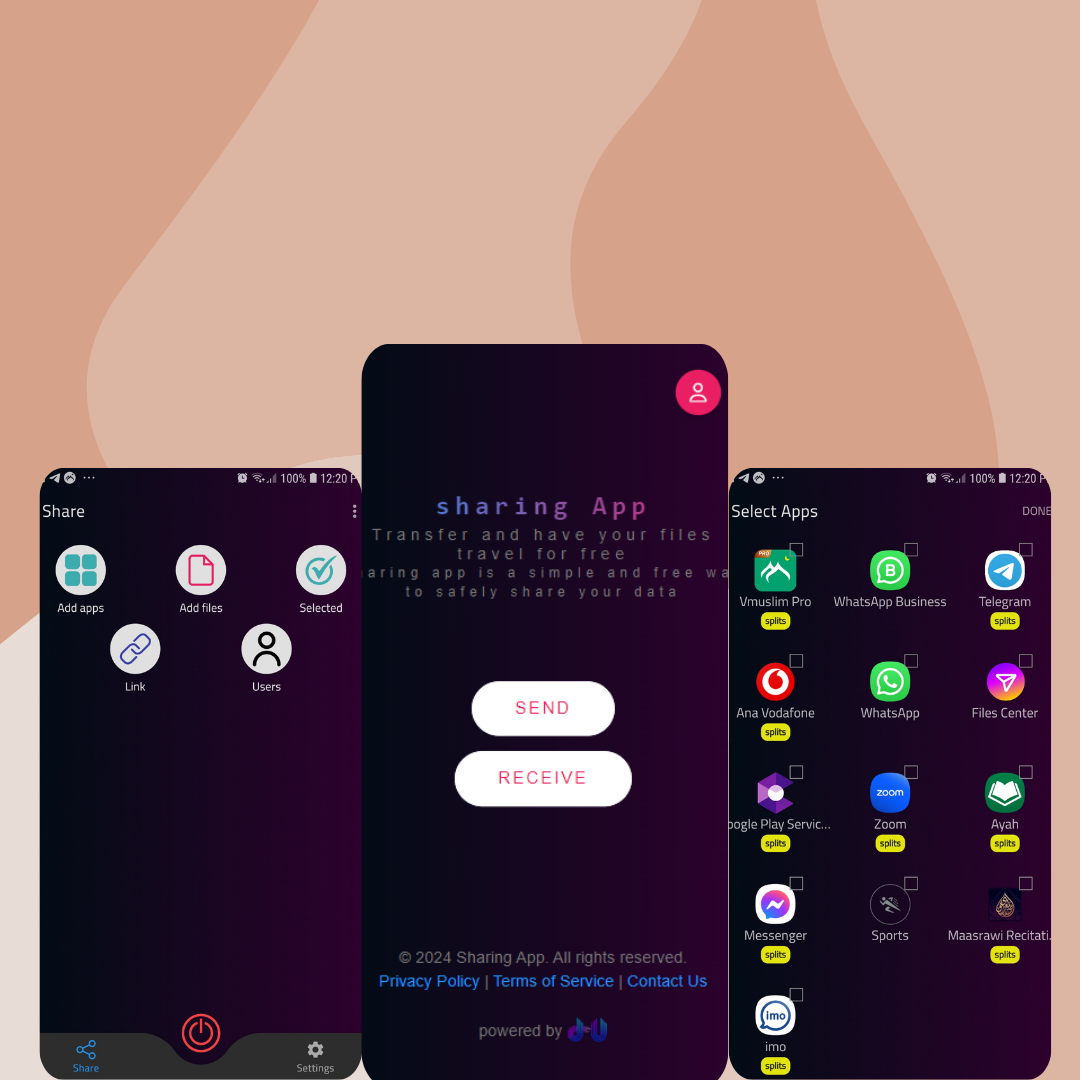 100% 12:20
Share
Add apps
Add files
Selected
Link
Users
Share
Settings
sharing App
Transfer and have your files
travel for free
app is a simple and free
to safely share your data
SEND
RECEIVE
© 2024 Sharing App. All rights reserved.
Privacy Policy | Terms of Service | Contact Us
powered by
100% 12:20
Select Apps
DONE
PRO
Vmuslim Pro
splits
B
WhatsApp Business
Telegram
splits
Ana Vodafone
splits
WhatsApp
Files Center
oogle Play Servic...
splits
zoom
Zoom
splits
Ayah
splits
Messenger
splits
Sports
Maasrawi Recitati.
splits
imo
imo
splits